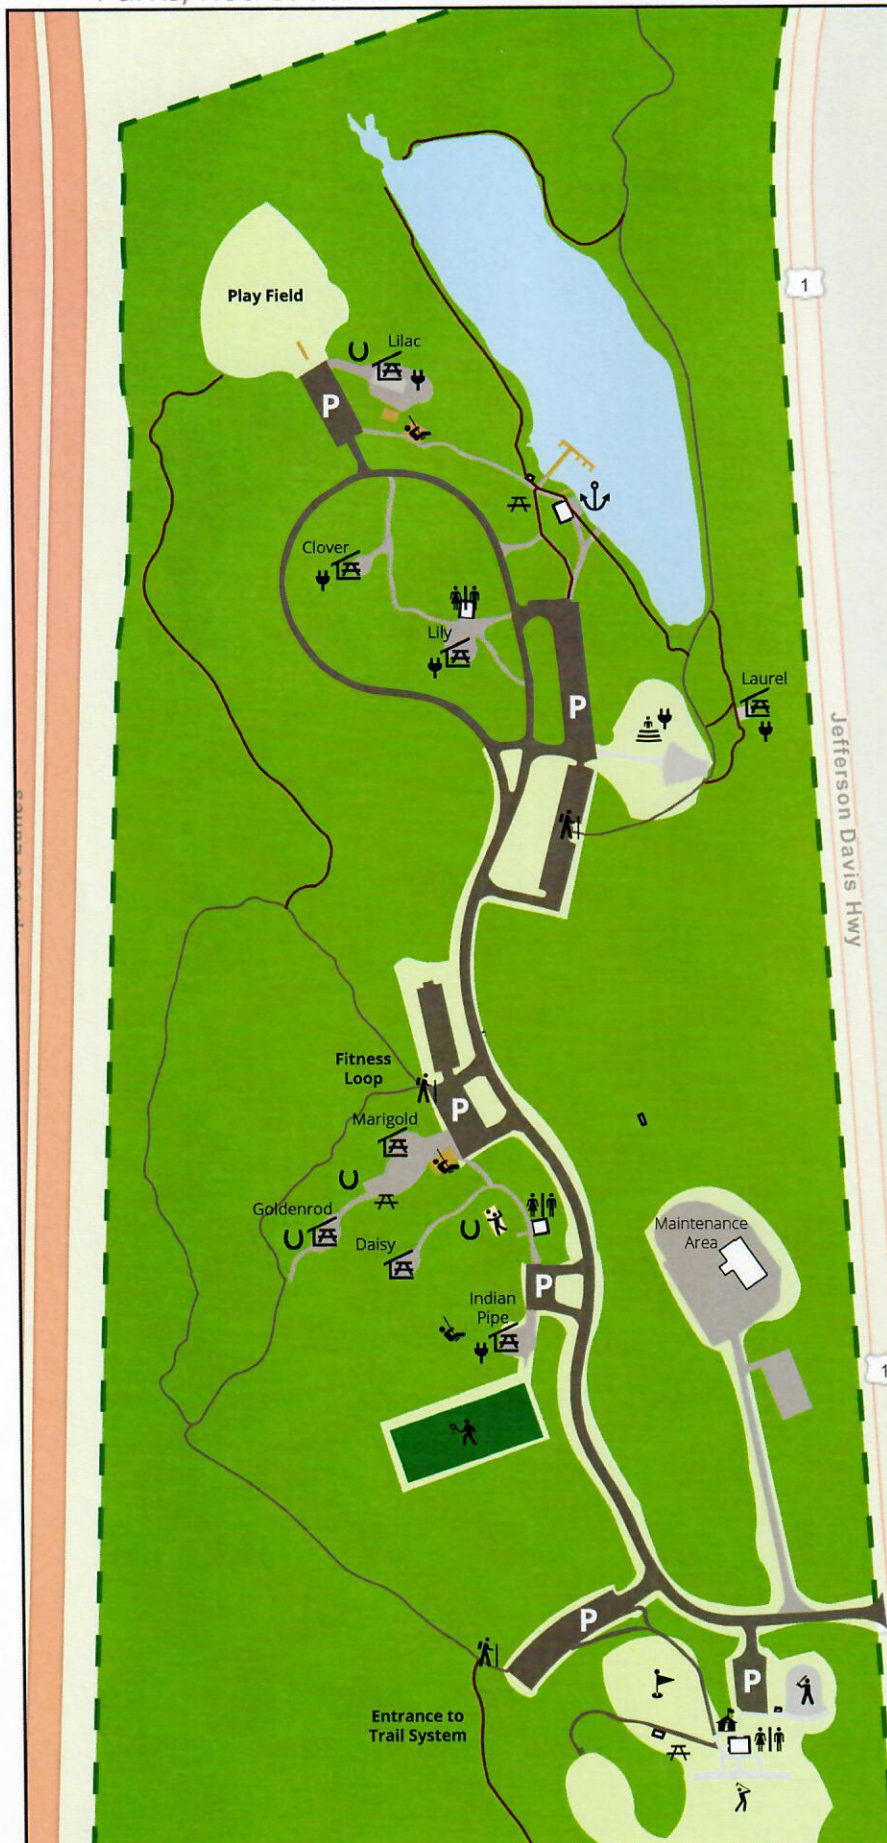 Play Field
Lilac
1
P
Clover
Lily
Laurel
P
Jefferson Davis Hwy
Fitness
Loop
P
Marigold
Goldenrod
Daisy
Maintenance
Area
P
Indian
Pipe
1
P
P
Entrance to
Trail System